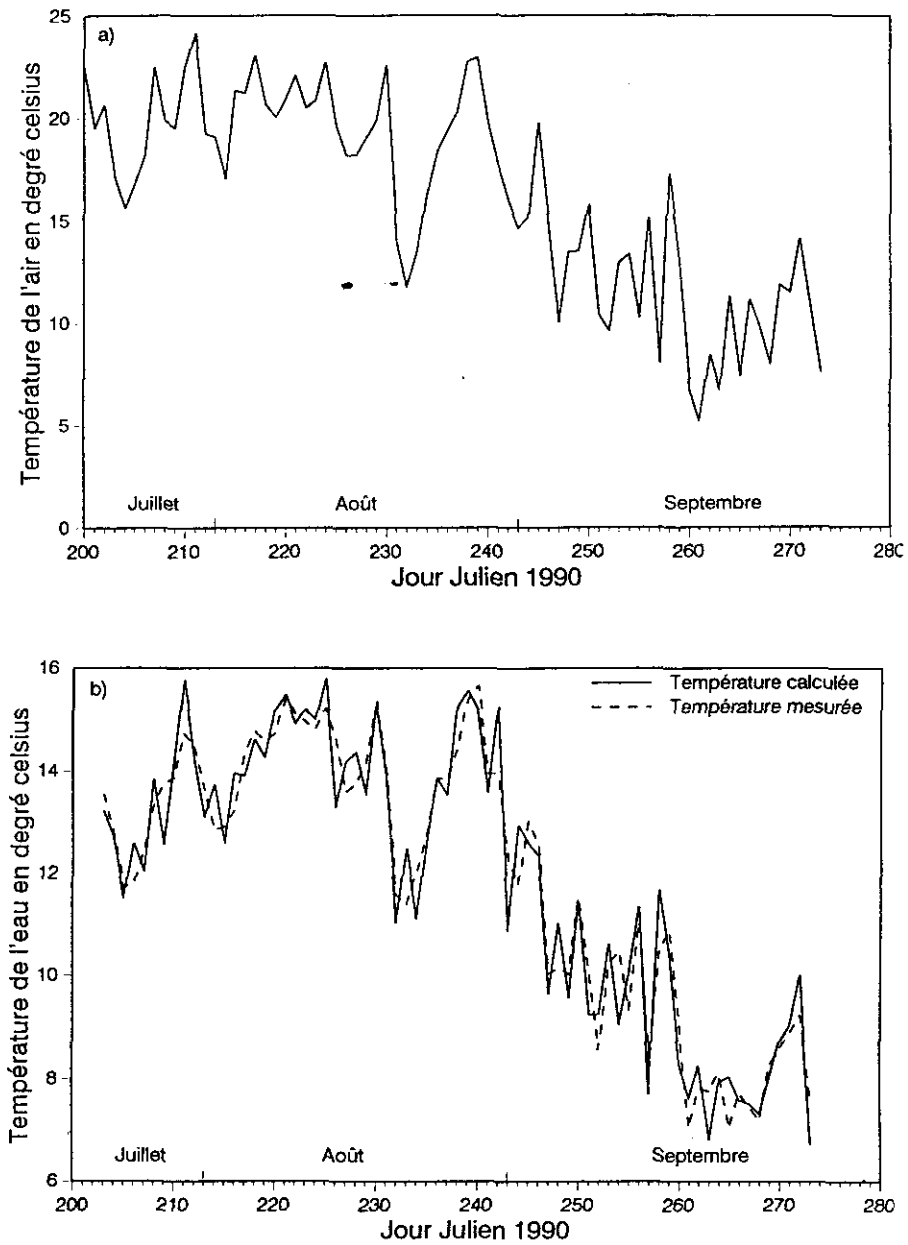 25
a)
20
15
10
5
0
Température de l'air en degré celsius
Juillet
Août
Septembre
200
210
220
230
240
250
260
270
280
Jour Julien 1990
16
b)
Température calculée
Température mesurée
14
12
10
8
6
Température de l'eau en degré celsius
Juillet
Août
Septembre
200
210
220
230
240
250
260
270
280
Jour Julien 1990